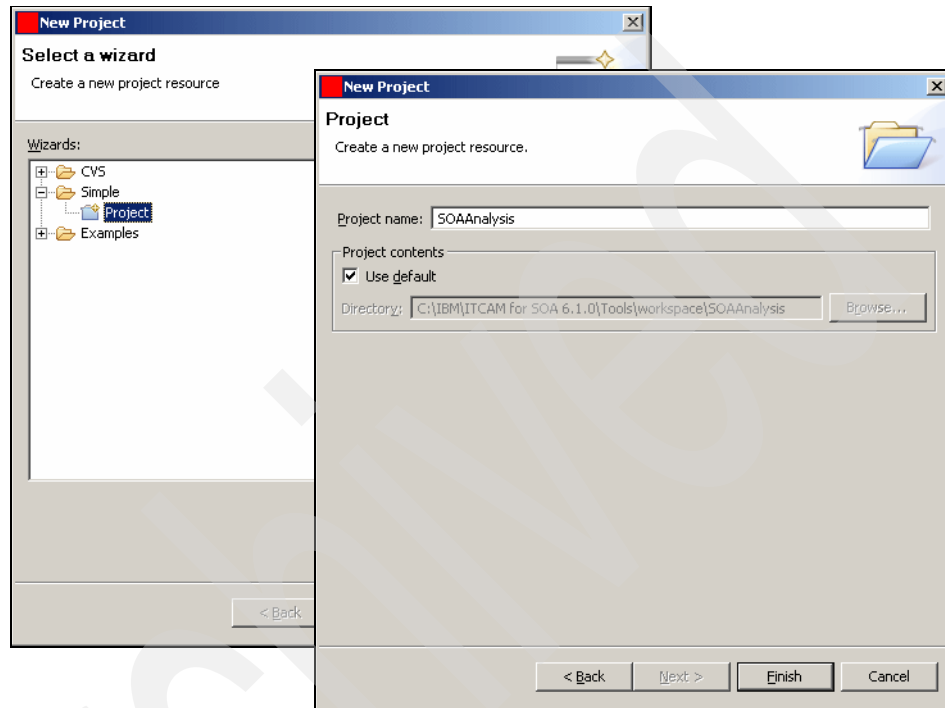 New Project
Select a wizard
Create a new project resource
Wizards:
CVS
Simple
Project
Examples
< Back
New Project
Project
Create a new project resource.
Project name: SOAAnalysis
Project contents
Use default
Directory: C:\IBM\ITCAM for SOA 6.1.0\Tools\workspace\SOAAnalysis Browse...
< Back Next > Finish Cancel